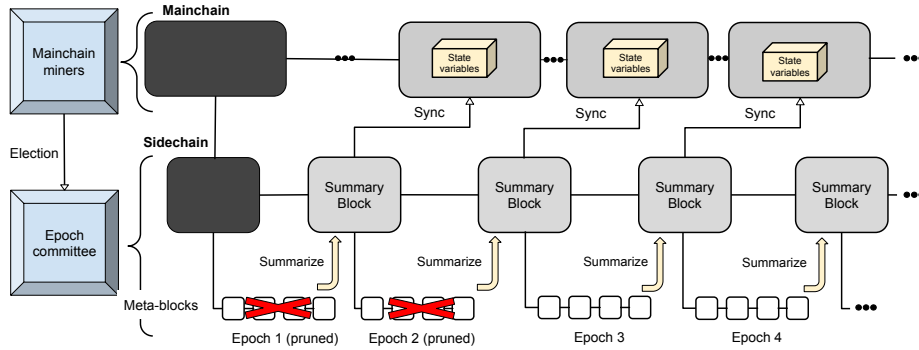 Mainchain
Mainchain
miners
State
variables
State
variables
State
variables
Sync
Sync
Sync
Election
Sidechain
Summary
Block
Summary
Block
Summary
Block
Summary
Block
Epoch
committee
Summarize
Summarize
Summarize
Summarize
Meta-blocks
Epoch 1 (pruned)
Epoch 2 (pruned)
Epoch 3
Epoch 4